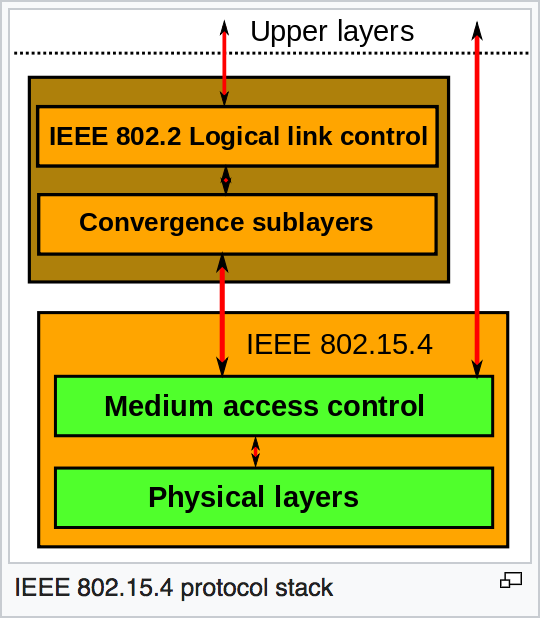 Upper layers
IEEE 802.2 Logical link control
Convergence sublayers
IEEE 802.15.4
Medium access control
Physical layers
IEEE 802.15.4 protocol stack